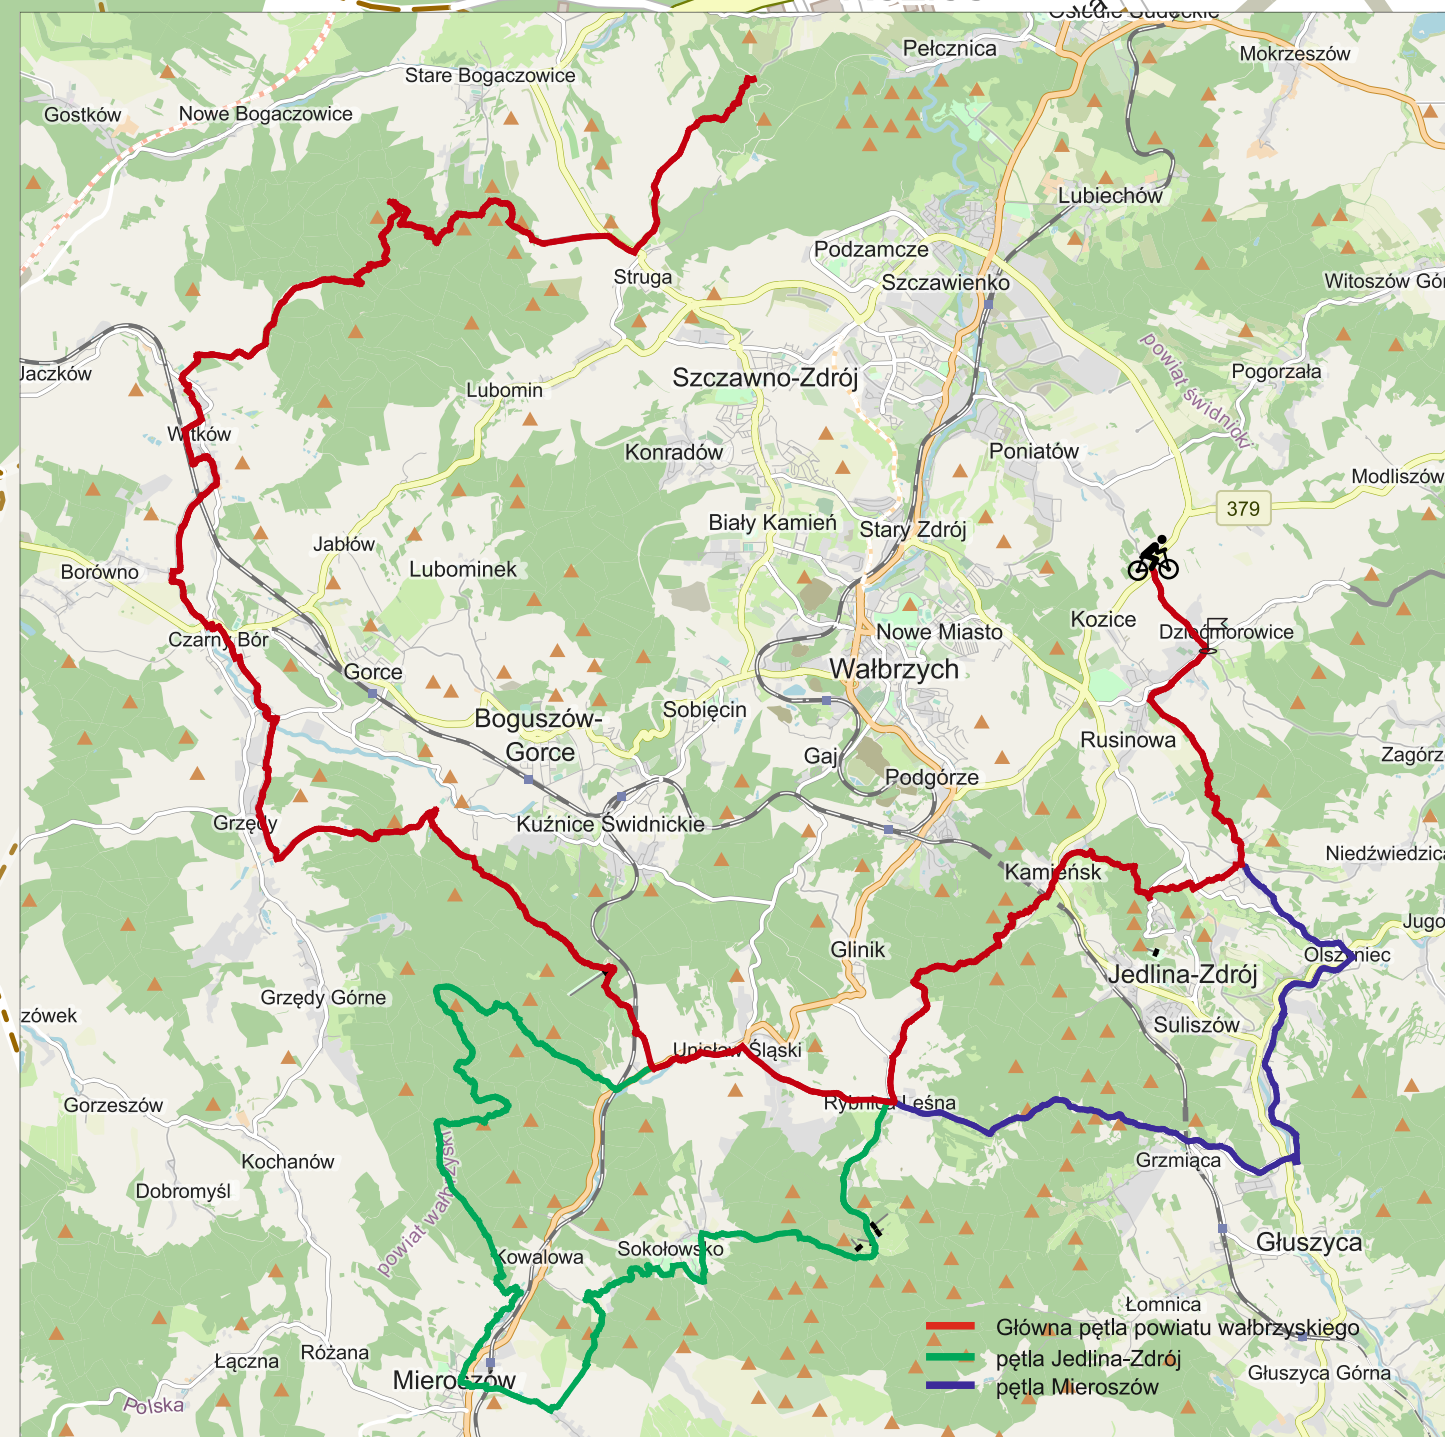 Osiedle Sudeckie
Pełcznica
Mokrzeszów
Stare Bogaczowice
Gostków
Nowe Bogaczowice
Lubiechów
Podzamcze
Struga
Szczawienko
Witoszów Gór
powiat świdnicki
Jaczków
Szczawno-Zdrój
Pogorzała
Lubomin
Witków
Konradów
Poniatów
Modliszów
379
Biały Kamień
Stary Zdrój
Jabłów
Borówno
Lubominek
Kozice
Nowe Miasto
Dziećmorowice
Czarny Bór
Gorce
Wałbrzych
Boguszów-
Gorce
Sobięcin
Rusinowa
Gaj
Zagórz
Podgórze
Grzędy
Kuźnice Świdnickie
Niedźwiedzica
Kamieńsk
Jugo
Glinik
Olszyniec
Jedlina-Zdrój
Grzędy Górne
zówek
Suliszów
Unisław Śląski
Gorzeszów
Rybnica Leśna
Kochanów
Grzmiąca
Dobromyśl
powiat wałbrzyski
Kowalowa
Sokołowsko
Głuszyca
Łomnica
Główna pętla powiatu wałbrzyskiego
Łączna
Różana
pętla Jedlina-Zdrój
Głuszyca Górna
Mieroszów
pętla Mieroszów
Polska